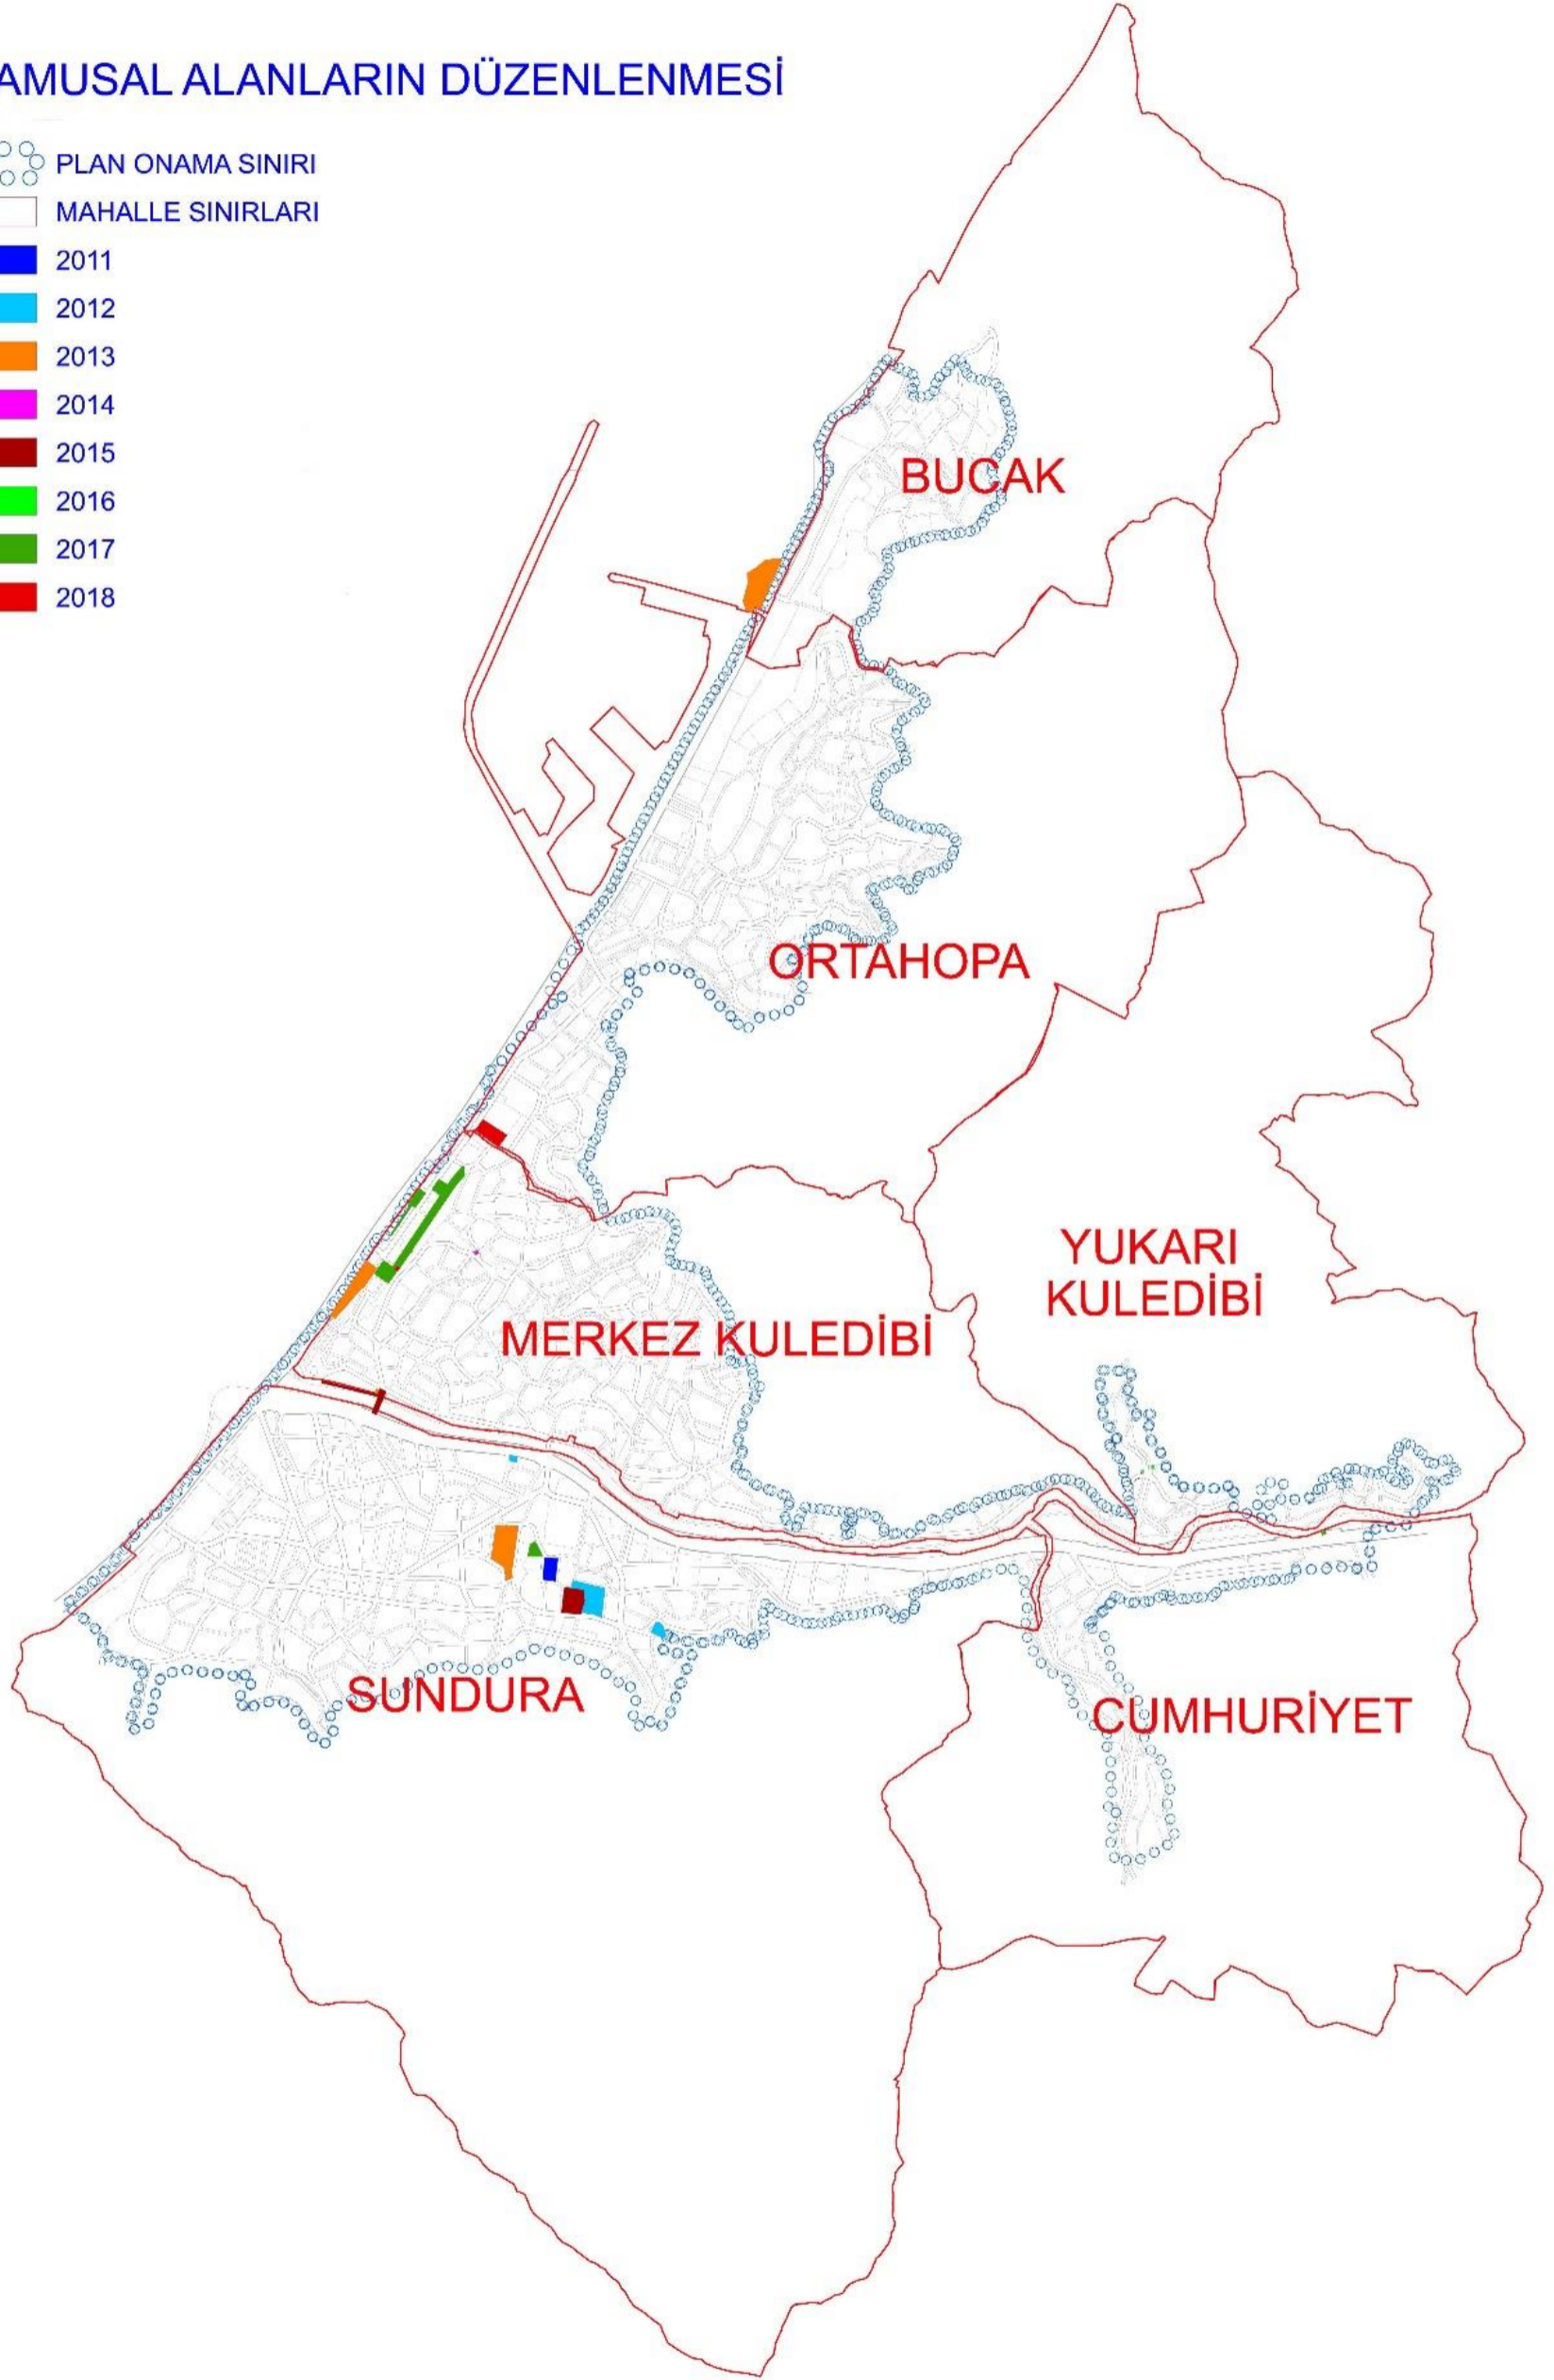 AMUSAL ALANLARIN DÜZENLENMESİ
PLAN ONAMA SINIRI
MAHALLE SINIRLARI
2011
2012
2013
2014
2015
2016
2017
2018
BUCAK
ORTAHOPA
YUKARI
KULEDİBİ
MERKEZ KULEDİBİ
SUNDURA
CUMHURİYET